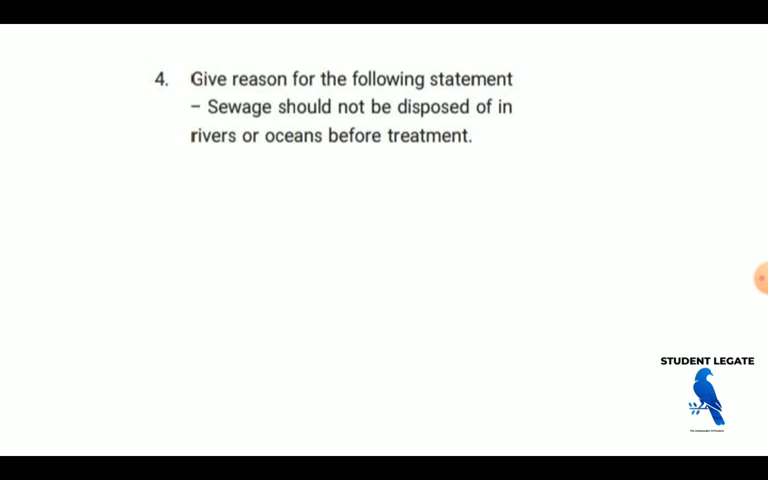 4. Give reason for the following statement
– Sewage should not be disposed of in
rivers or oceans before treatment.
STUDENT LEGATE